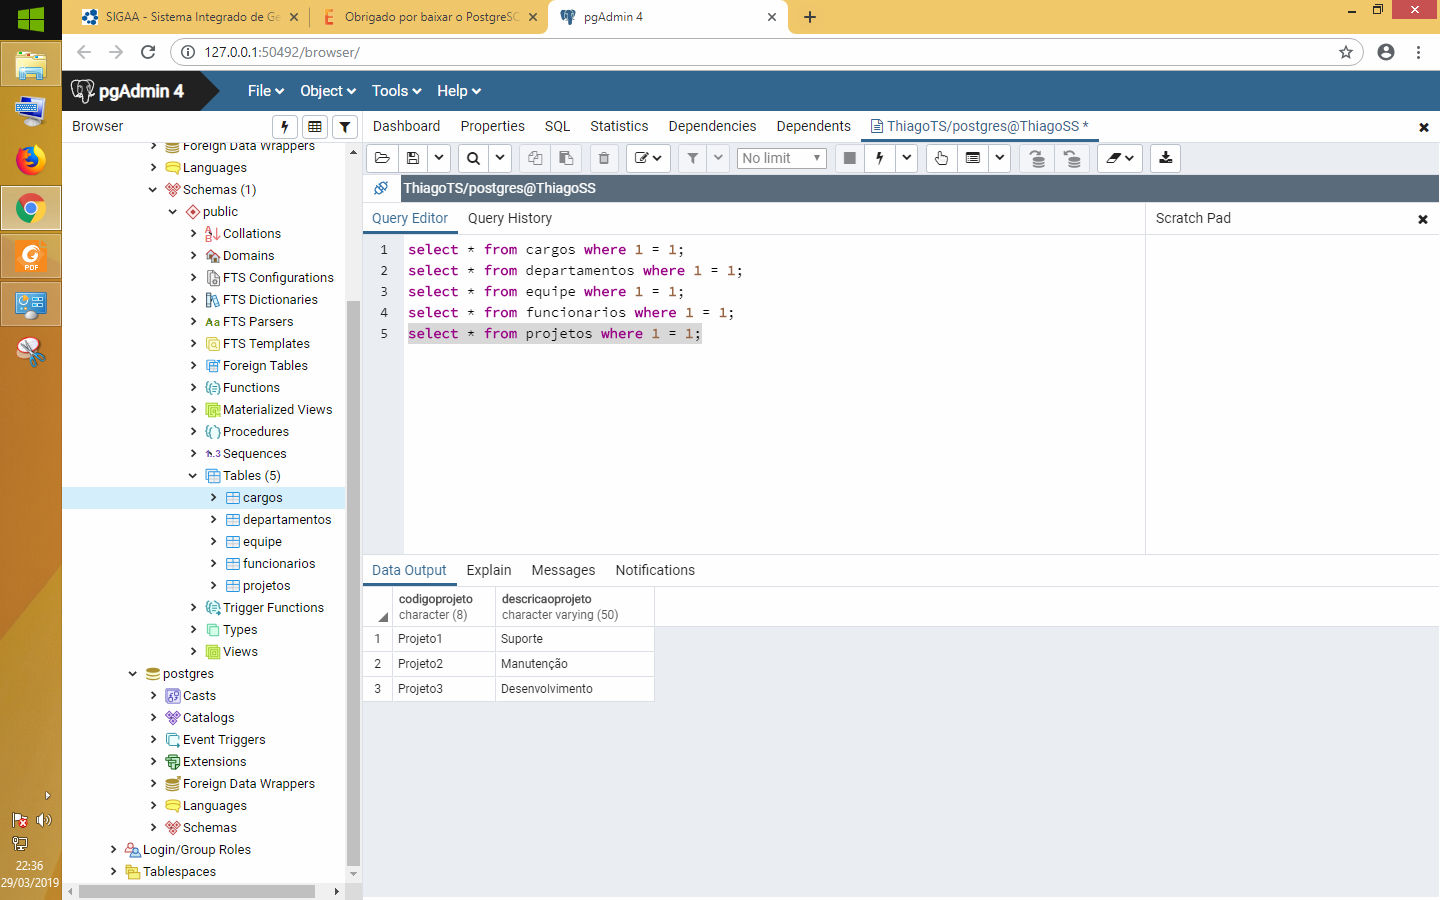 SIGAA - Sistema Integrado de Ge
Obrigado por baixar o PostgreSQ
pgAdmin 4
127.0.0.1:50492/browser/
pgAdmin 4
File
Object
Tools
Help
Browser
Dashboard
Properties
SQL
Statistics
Dependencies
Dependents
ThiagoTS/postgres@ThiagoSS *
No limit
ThiagoTS/postgres@ThiagoSS
Query Editor
Query History
Scratch Pad
Foreign Data Wrappers
Languages
Schemas (1)
public
Collations
Domains
FTS Configurations
FTS Dictionaries
Aa FTS Parsers
FTS Templates
Foreign Tables
Functions
Materialized Views
Procedures
Sequences
Tables (5)
cargos
departamentos
equipe
funcionarios
projetos
Trigger Functions
Types
Views
postgres
Casts
Catalogs
Event Triggers
Extensions
Foreign Data Wrappers
Languages
Schemas
Login/Group Roles
Tablespaces
1 select * from cargos where 1 = 1;
2 select * from departamentos where 1 = 1;
3 select * from equipe where 1 = 1;
4 select * from funcionarios where 1 = 1;
5 select * from projetos where 1 = 1;
Data Output
Explain
Messages
Notifications
codigoprojeto
character (8)
descricaoprojeto
character varying (50)
1 Projeto1 Suporte
2 Projeto2 Manutenção
3 Projeto3 Desenvolvimento
PDF
22:36
29/03/2019